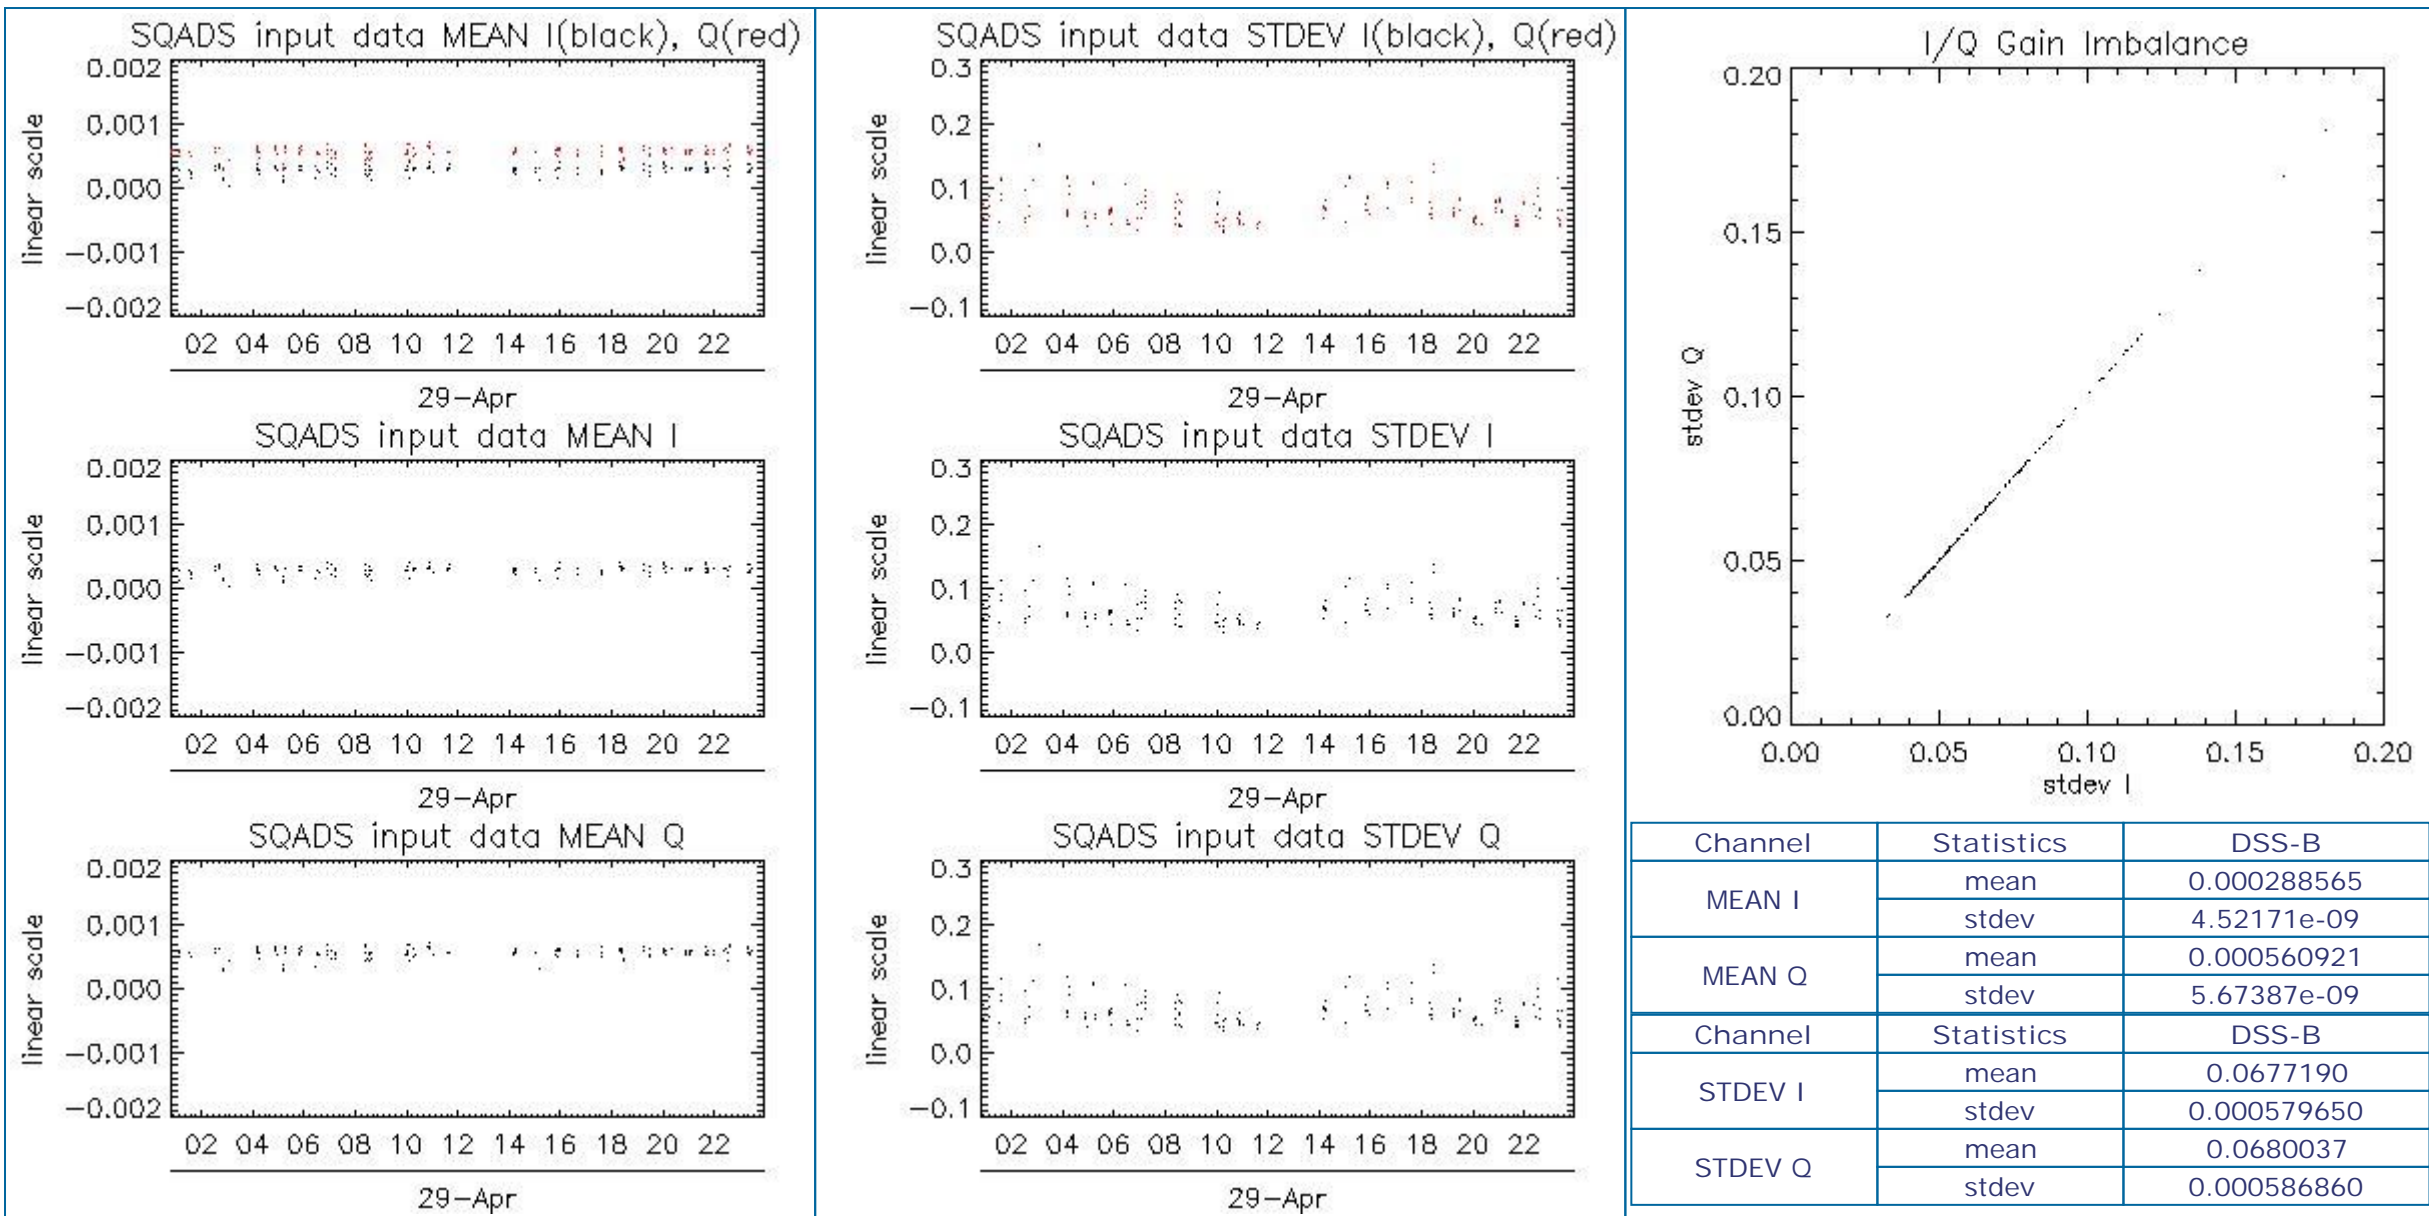 SQADS input data MEAN I(black), Q(red)
0.002
0.001
0.000
-0.001
-0.002
linear scale
02 04 06 08 10 12 14 16 18 20 22
29-Apr
SQADS input data MEAN I
0.002
0.001
0.000
-0.001
-0.002
linear scale
02 04 06 08 10 12 14 16 18 20 22
29-Apr
SQADS input data MEAN Q
0.002
0.001
0.000
-0.001
-0.002
linear scale
02 04 06 08 10 12 14 16 18 20 22
29-Apr
SQADS input data STDEV I(black), Q(red)
0.3
0.2
0.1
0.0
-0.1
linear scale
02 04 06 08 10 12 14 16 18 20 22
29-Apr
SQADS input data STDEV I
0.3
0.2
0.1
0.0
-0.1
linear scale
02 04 06 08 10 12 14 16 18 20 22
29-Apr
SQADS input data STDEV Q
0.3
0.2
0.1
0.0
-0.1
linear scale
02 04 06 08 10 12 14 16 18 20 22
29-Apr
I/Q Gain Imbalance
0.20
0.15
0.10
0.05
0.00
stdev Q
0.00 0.05 0.10 0.15 0.20
stdev I
Channel Statistics DSS-B
MEAN I mean 0.000288565
stdev 4.52171e-09
MEAN Q mean 0.000560921
stdev 5.67387e-09
Channel Statistics DSS-B
STDEV I mean 0.0677190
stdev 0.000579650
STDEV Q mean 0.0680037
stdev 0.000586860